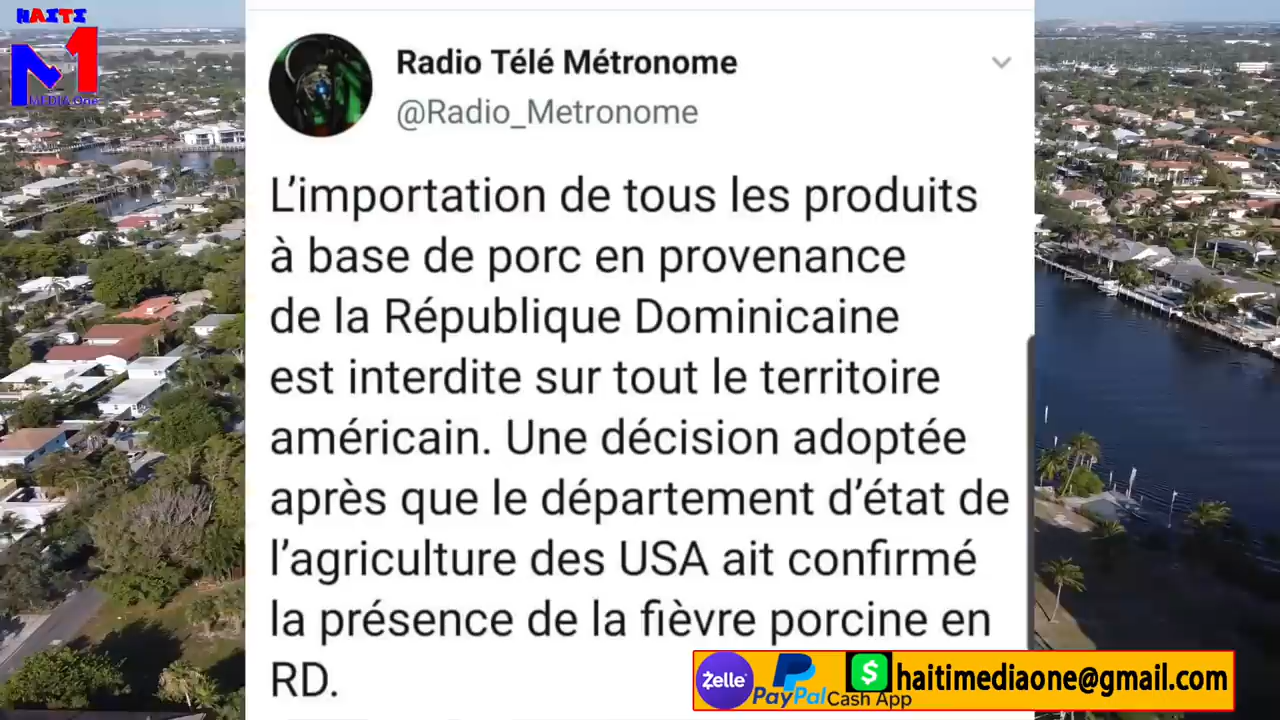 HAITI
M1
MEDIA One
Radio Télé Métronome
@Radio_Metronome
L’importation de tous les produits
à base de porc en provenance
de la République Dominicaine
est interdite sur tout le territoire
américain. Une décision adoptée
après que le département d’état de
l’agriculture des USA ait confirmé
la présence de la fièvre porcine en
RD.
Zelle PayPal $ Cash App haitimediaone@gmail.com